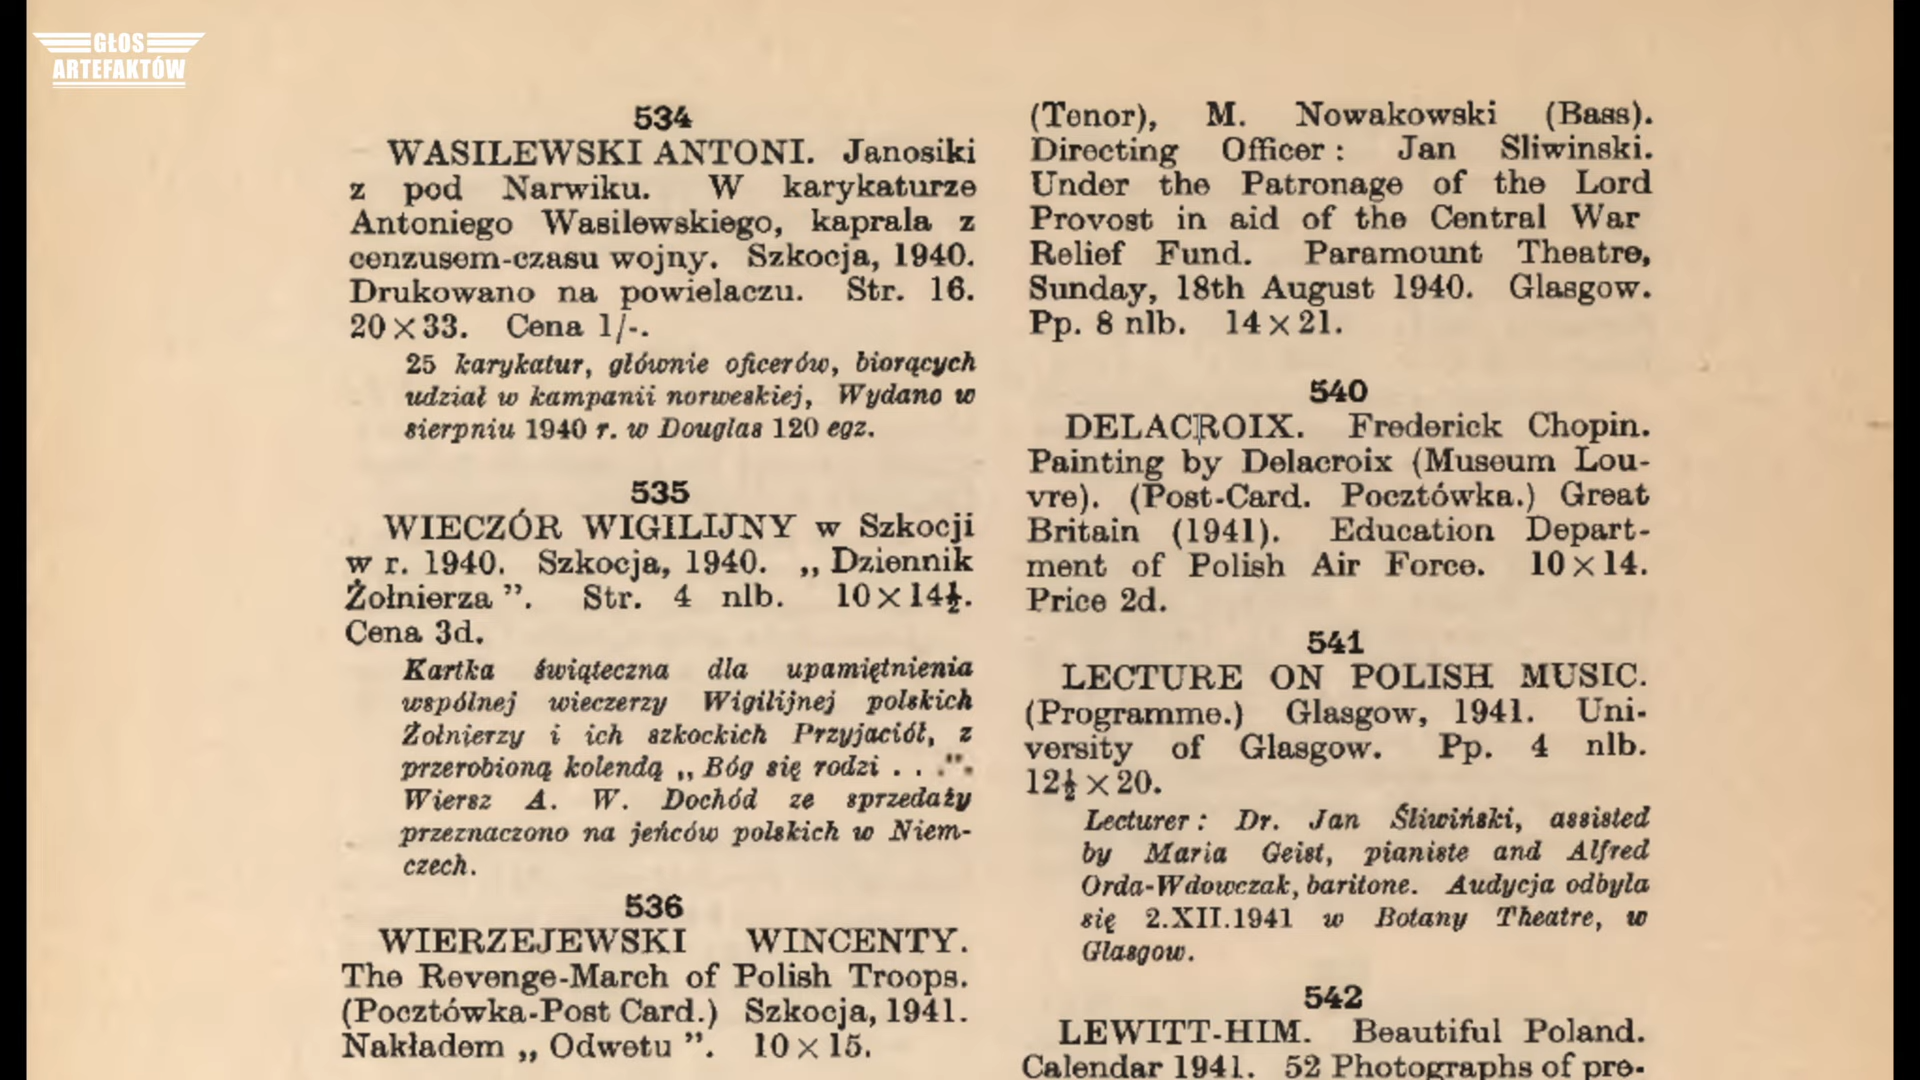 GŁOS
ARTEFAKTÓW
534
WASILEWSKI ANTONI. Janosiki
z pod Narwiku. W karykaturze
Antoniego Wasilewskiego, kaprala z
cenzusem-czasu wojny. Szkocja, 1940.
Drukowano na powielaczu. Str. 16.
20×33. Cena 1/-.
25 karykatur, głównie oficerów, biorących
udział w kampanii norweskiej, Wydano w
sierpniu 1940 r. w Douglas 120 egz.
535
WIECZÓR WIGILIJNY w Szkocji
w r. 1940. Szkocja, 1940. „ Dziennik
Żołnierza ”. Str. 4 nlb. 10×14½.
Cena 3d.
Kartka świąteczna dla upamiętnienia
wspólnej wieczerzy Wigilijnej polskich
Żołnierzy i ich szkockich Przyjaciół, z
przerobioną kolendą „ Bóg się rodzi . . .”.
Wiersz A. W. Dochód ze sprzedaży
przeznaczono na jeńców polskich w Niem-
czech.
536
WIERZEJEWSKI WINCENTY.
The Revenge-March of Polish Troops.
(Pocztówka-Post Card.) Szkocja, 1941.
Nakładem „ Odwetu ”. 10×15.
(Tenor), M. Nowakowski (Bass).
Directing Officer : Jan Sliwinski.
Under the Patronage of the Lord
Provost in aid of the Central War
Relief Fund. Paramount Theatre,
Sunday, 18th August 1940. Glasgow.
Pp. 8 nlb. 14×21.
540
DELACROIX. Frederick Chopin.
Painting by Delacroix (Museum Lou-
vre). (Post-Card. Pocztówka.) Great
Britain (1941). Education Depart-
ment of Polish Air Force. 10×14.
Price 2d.
541
LECTURE ON POLISH MUSIC.
(Programme.) Glasgow, 1941. Uni-
versity of Glasgow. Pp. 4 nlb.
12½×20.
Lecturer : Dr. Jan Śliwiński, assisted
by Maria Geist, pianiste and Alfred
Orda-Wdowczak, baritone. Audycja odbyla
się 2.XII.1941 w Botany Theatre, w
Glasgow.
542
LEWITT-HIM. Beautiful Poland.
Calendar 1941. 52 Photographs of pre-